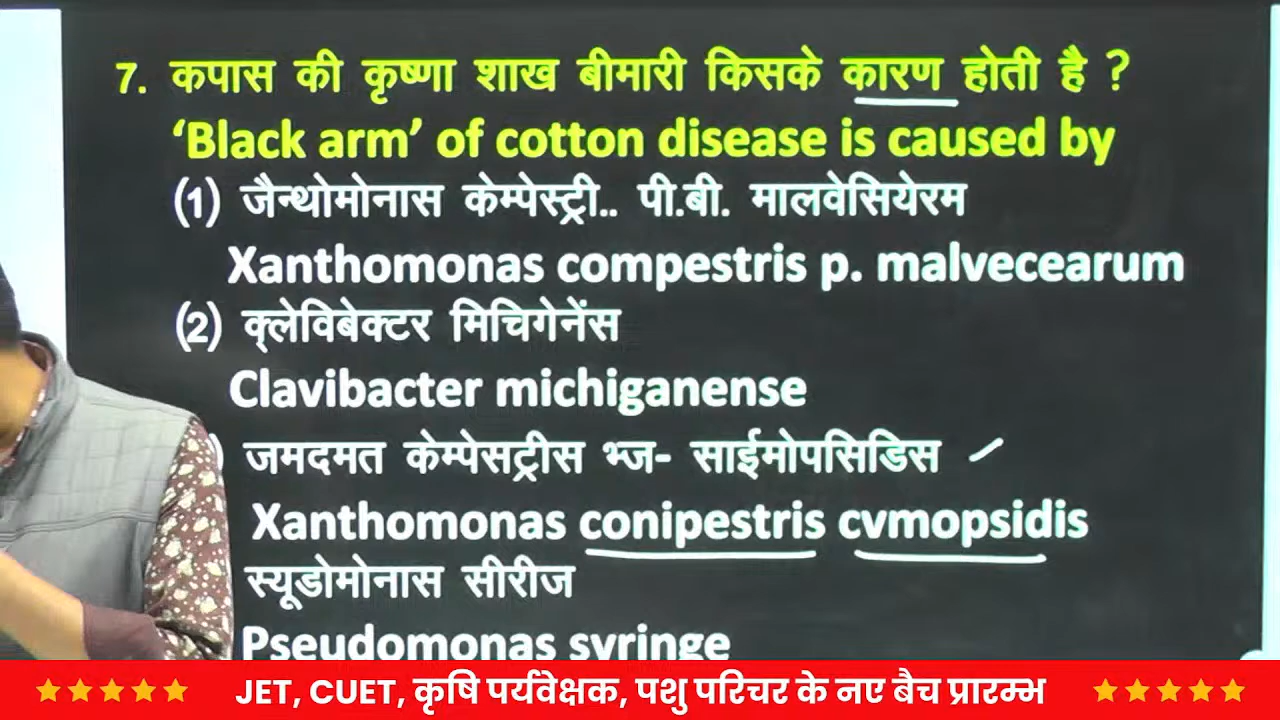 7. कपास की कृष्णा शाख बीमारी किसके कारण होती है ?
‘Black arm’ of cotton disease is caused by
(1) जैन्थोमोनास केम्पेस्ट्री.. पी.बी. मालवेसियेरम
Xanthomonas compestris p. malvecearum
(2) क्लेविबेक्टर मिचिगेनेंस
Clavibacter michiganense
) जमदमत केम्पेसट्रीस भ्ज- साईमोपसिडिस
Xanthomonas conipestris cvmopsidis
स्यूडोमोनास सीरीज
Pseudomonas syringe
JET, CUET, कृषि पर्यवेक्षक, पशु परिचर के नए बैच प्रारम्भ